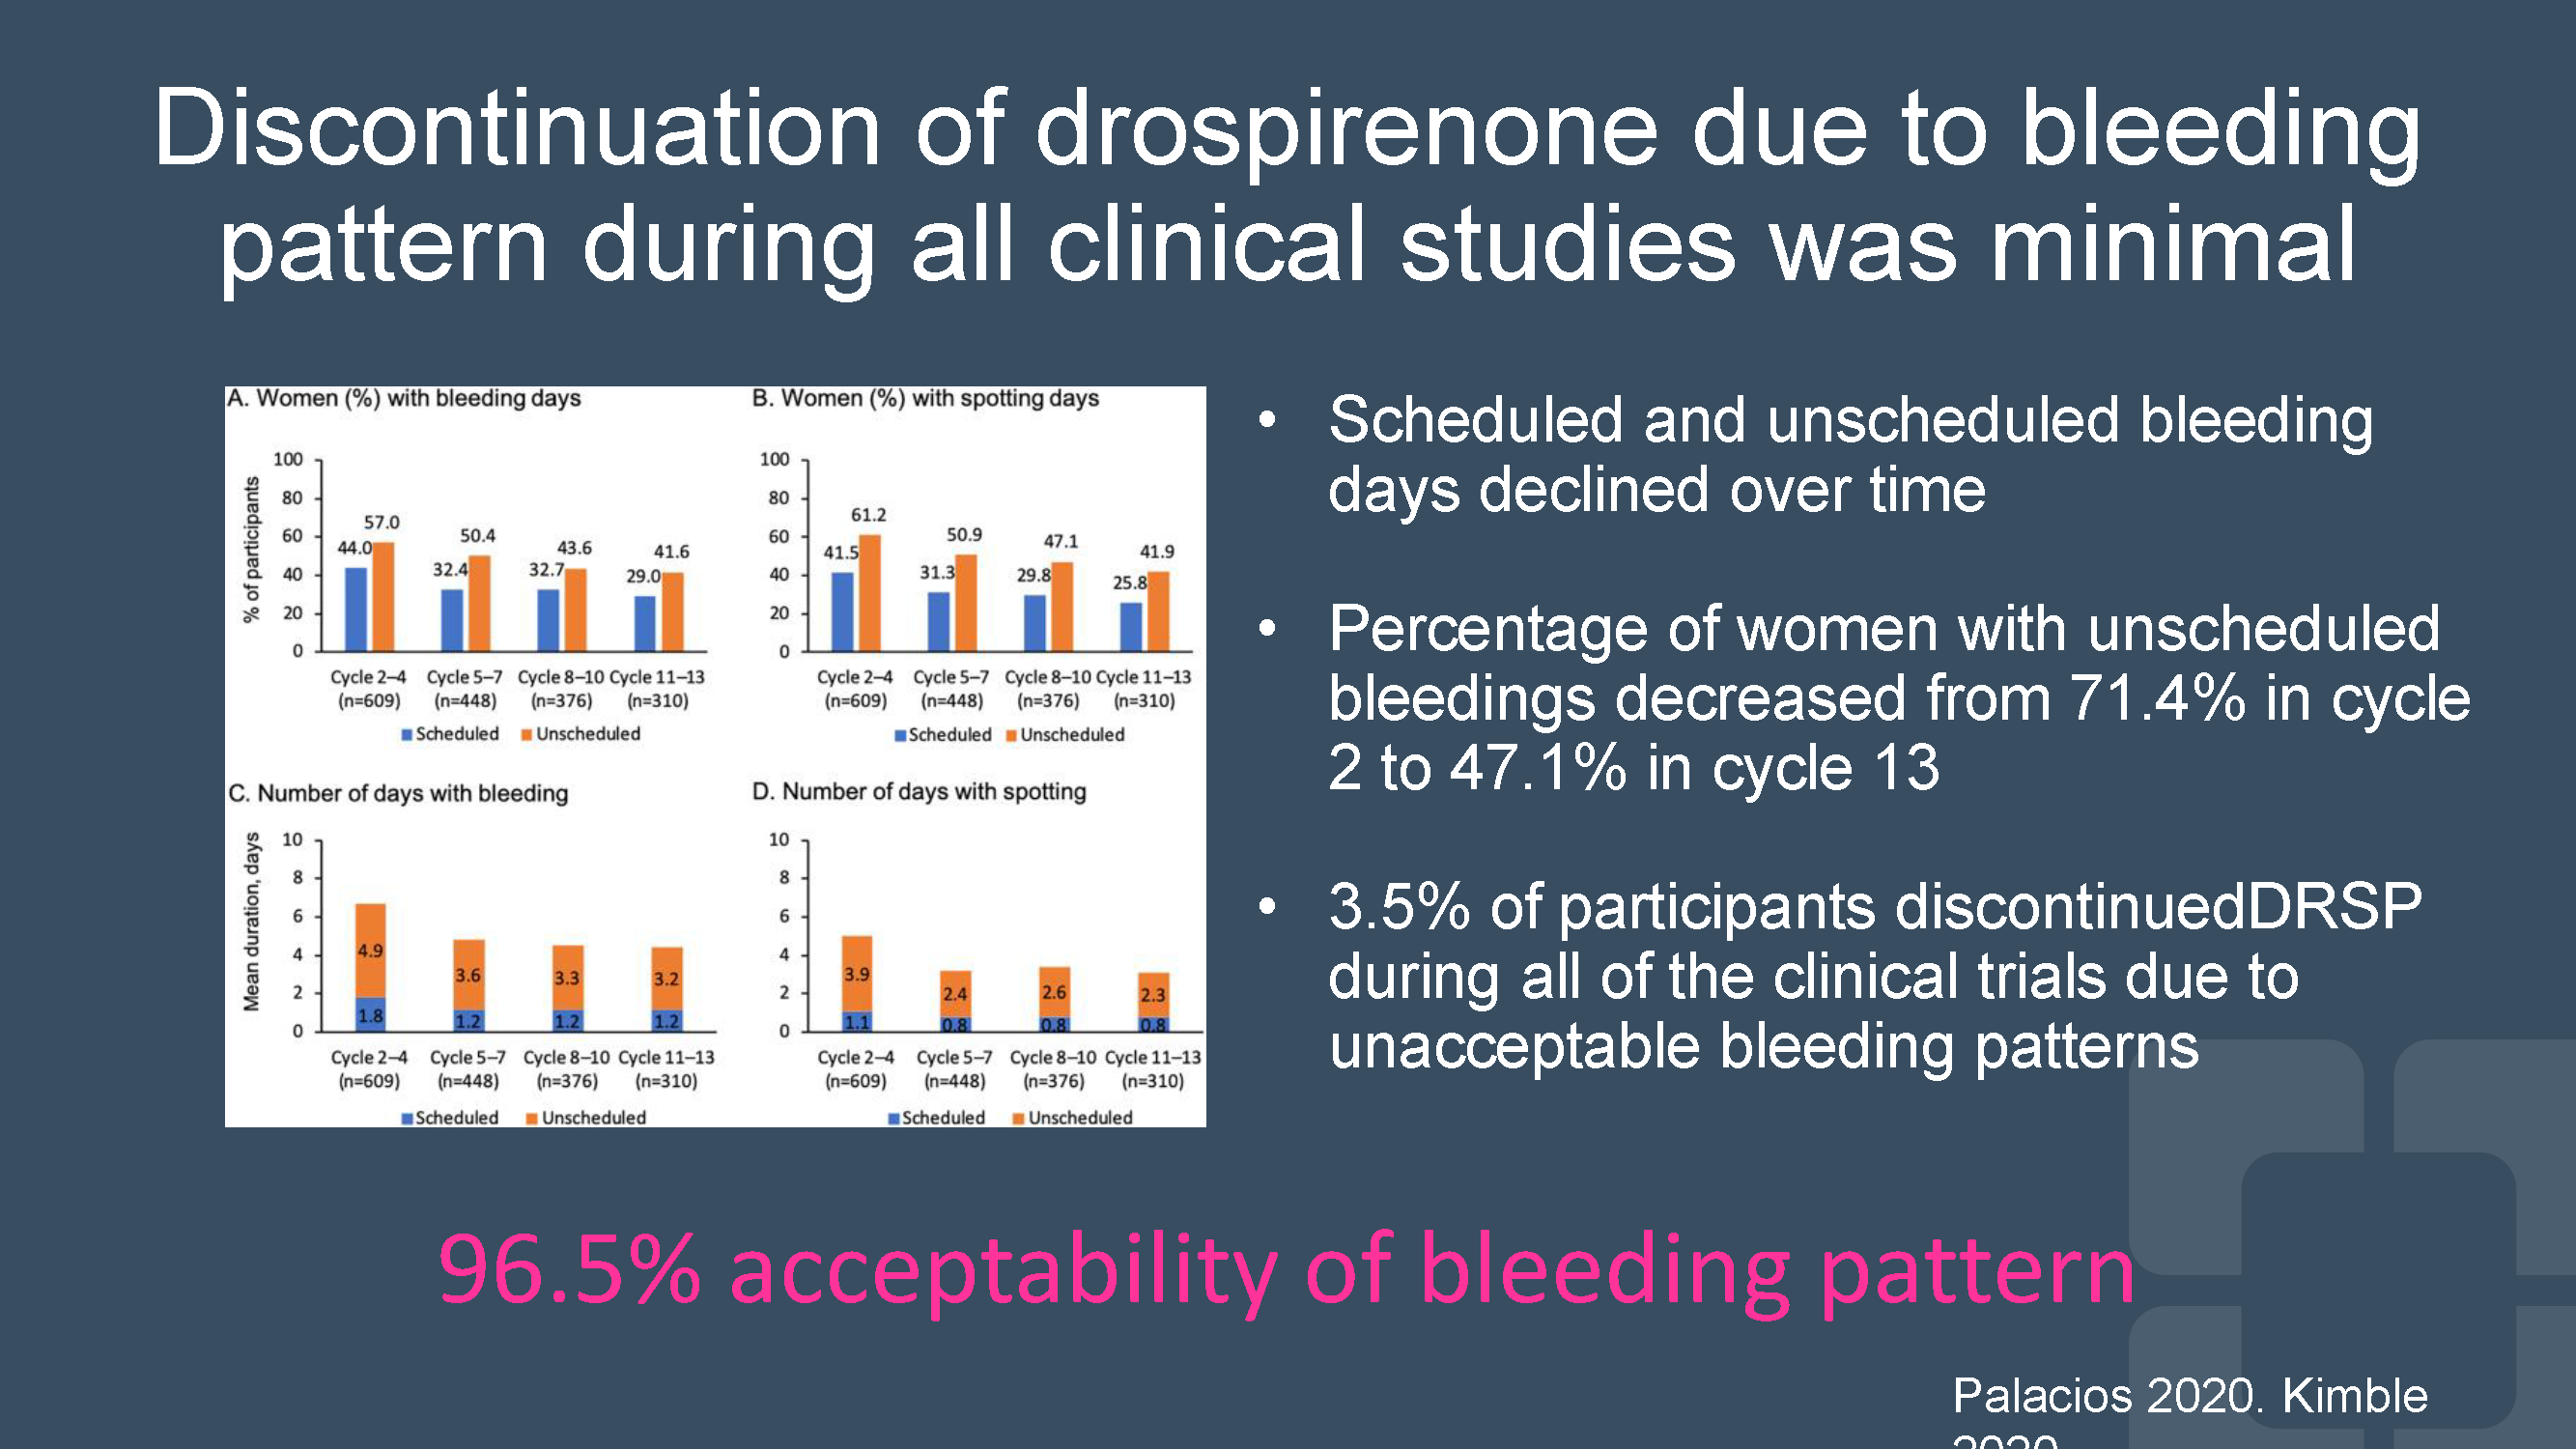 Discontinuation of drospirenone due to bleeding
pattern during all clinical studies was minimal
A. Women (%) with bleeding days
% of participants
100
80
60
40
20
0
44.0
57.0
32.4
50.4
32.7
43.6
29.0
41.6
Cycle 2–4 Cycle 5–7 Cycle 8–10 Cycle 11–13
(n=609) (n=448) (n=376) (n=310)
Scheduled Unscheduled
B. Women (%) with spotting days
100
80
60
40
20
0
41.5
61.2
31.3
50.9
29.8
47.1
25.8
41.9
Cycle 2–4 Cycle 5–7 Cycle 8–10 Cycle 11–13
(n=609) (n=448) (n=376) (n=310)
Scheduled Unscheduled
C. Number of days with bleeding
Mean duration, days
10
8
6
4
2
0
4.9
1.8
3.6
1.2
3.3
1.2
3.2
1.2
Cycle 2–4 Cycle 5–7 Cycle 8–10 Cycle 11–13
(n=609) (n=448) (n=376) (n=310)
Scheduled Unscheduled
D. Number of days with spotting
10
8
6
4
2
0
3.9
1.1
2.4
0.8
2.6
0.8
2.3
0.8
Cycle 2–4 Cycle 5–7 Cycle 8–10 Cycle 11–13
(n=609) (n=448) (n=376) (n=310)
Scheduled Unscheduled
• Scheduled and unscheduled bleeding
days declined over time
• Percentage of women with unscheduled
bleedings decreased from 71.4% in cycle
2 to 47.1% in cycle 13
• 3.5% of participants discontinuedDRSP
during all of the clinical trials due to
unacceptable bleeding patterns
96.5% acceptability of bleeding pattern
Palacios 2020. Kimble
2020